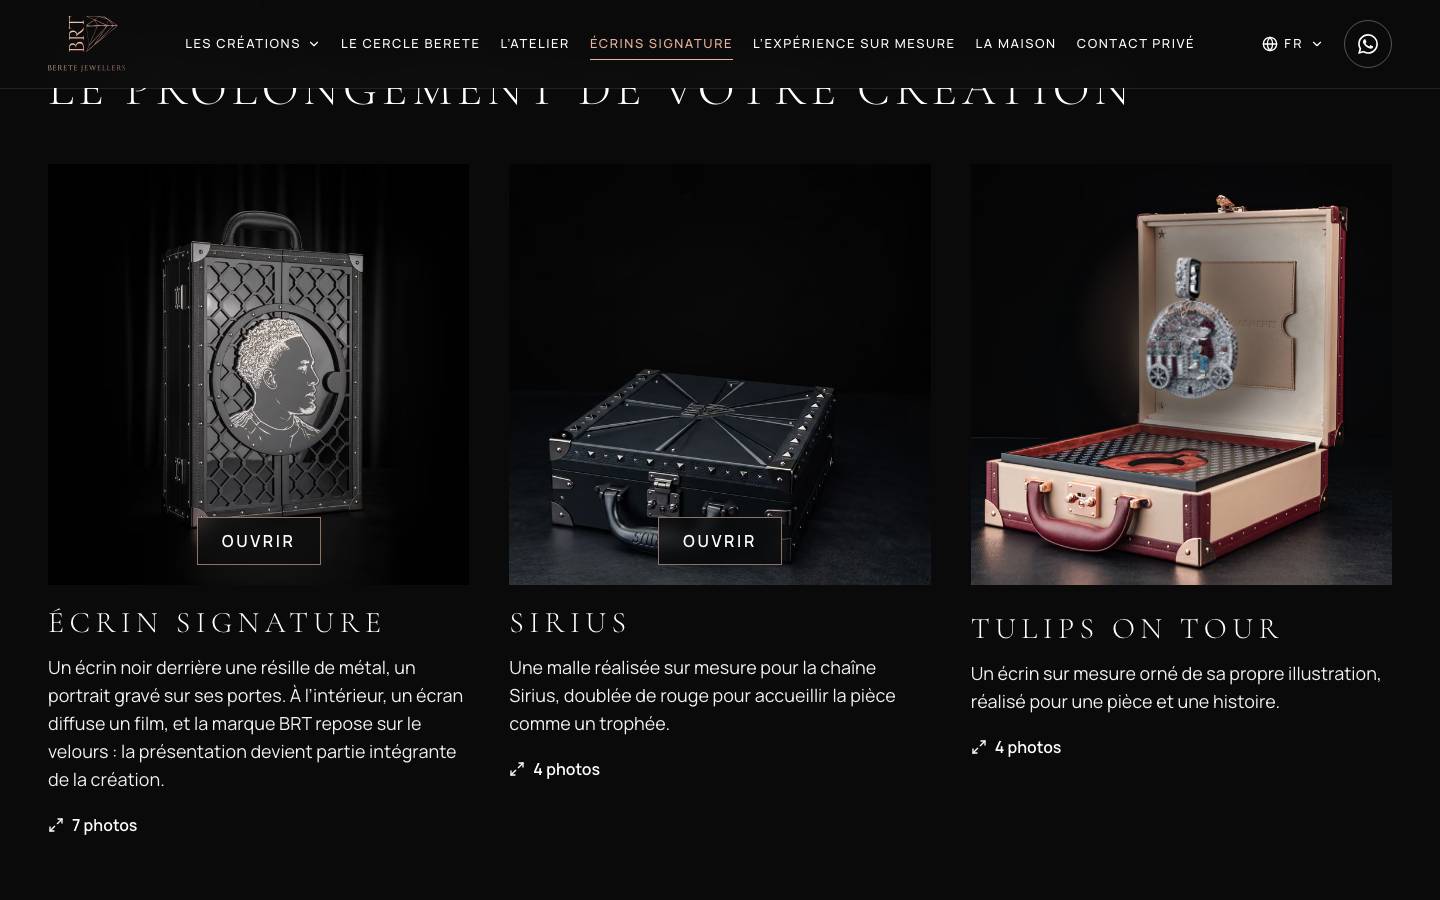 BRT
BERETE JEWELLERS
LES CRÉATIONS
LE CERCLE BERETE
L'ATELIER
ÉCRINS SIGNATURE
L'EXPÉRIENCE SUR MESURE
LA MAISON
CONTACT PRIVÉ
FR
LE PROLONGEMENT DE VOTRE CRÉATION
OUVRIR
OUVRIR
ÉCRIN SIGNATURE
Un écrin noir derrière une résille de métal, un
portrait gravé sur ses portes. À l’intérieur, un écran
diffuse un film, et la marque BRT repose sur le
velours : la présentation devient partie intégrante
de la création.
7 photos
SIRIUS
Une malle réalisée sur mesure pour la chaîne
Sirius, doublée de rouge pour accueillir la pièce
comme un trophée.
4 photos
TULIPS ON TOUR
Un écrin sur mesure orné de sa propre illustration,
réalisé pour une pièce et une histoire.
4 photos